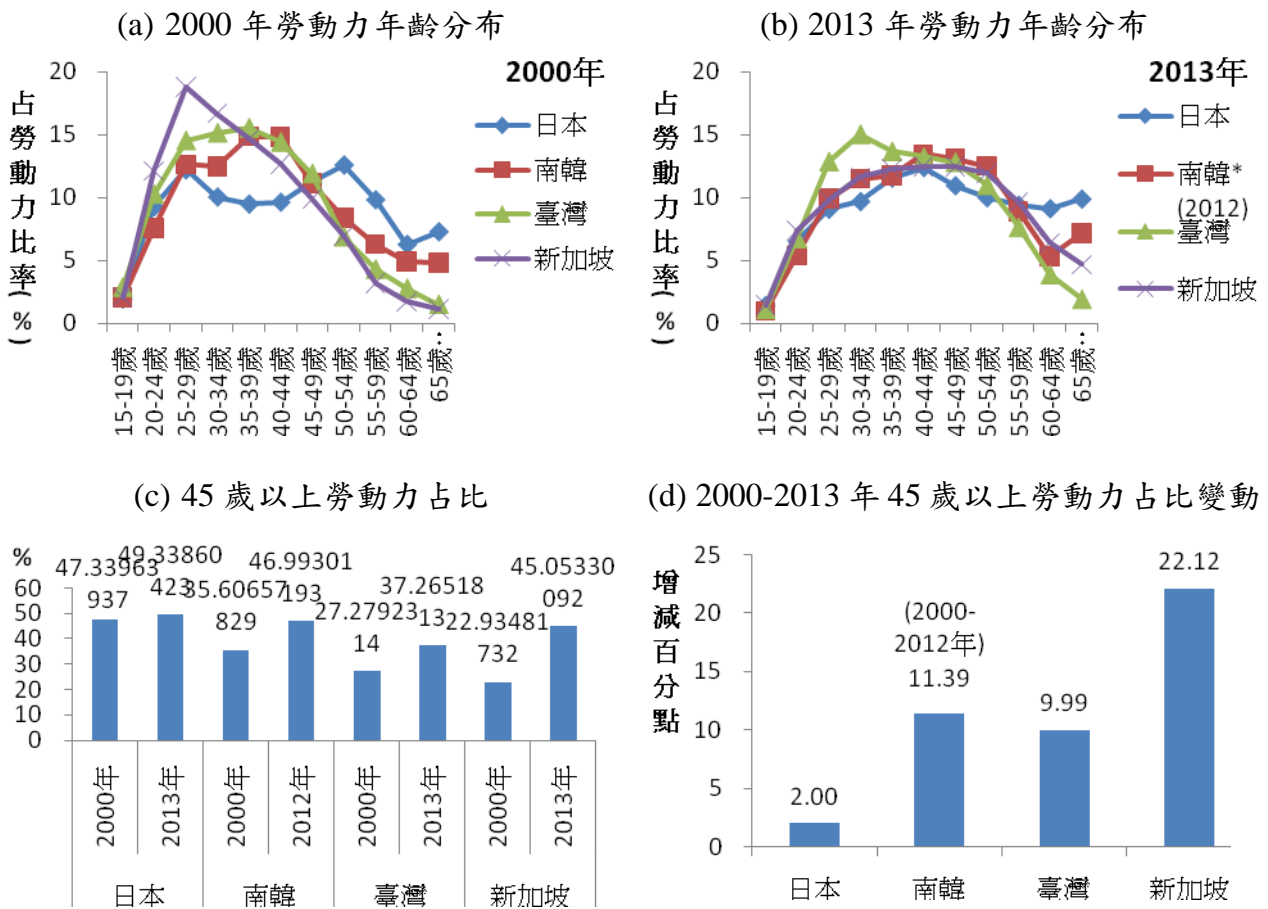 (a) 2000 年勞動力年齡分布
占勞動力比率(%)
20
15
10
5
0
2000年
日本
南韓
臺灣
新加坡
15-19歲
20-24歲
25-29歲
30-34歲
35-39歲
40-44歲
45-49歲
50-54歲
55-59歲
60-64歲
65歲..
(b) 2013 年勞動力年齡分布
占勞動力比率(%)
20
15
10
5
0
2013年
日本
南韓*
(2012)
臺灣
新加坡
15-19歲
20-24歲
25-29歲
30-34歲
35-39歲
40-44歲
45-49歲
50-54歲
55-59歲
60-64歲
65歲..
(c) 45 歲以上勞動力占比
%
60
50
40
30
20
10
0
47.33963
937
49.33860
423
35.60657
829
46.99301
193
27.27923
14
37.26518
13
22.93481
732
45.05330
092
2000年
2013年
2000年
2012年
2000年
2013年
2000年
2013年
日本
南韓
臺灣
新加坡
(d) 2000-2013 年 45 歲以上勞動力占比變動
增減百分點
25
20
15
10
5
0
2.00
(2000-
2012年)
11.39
9.99
22.12
日本
南韓
臺灣
新加坡